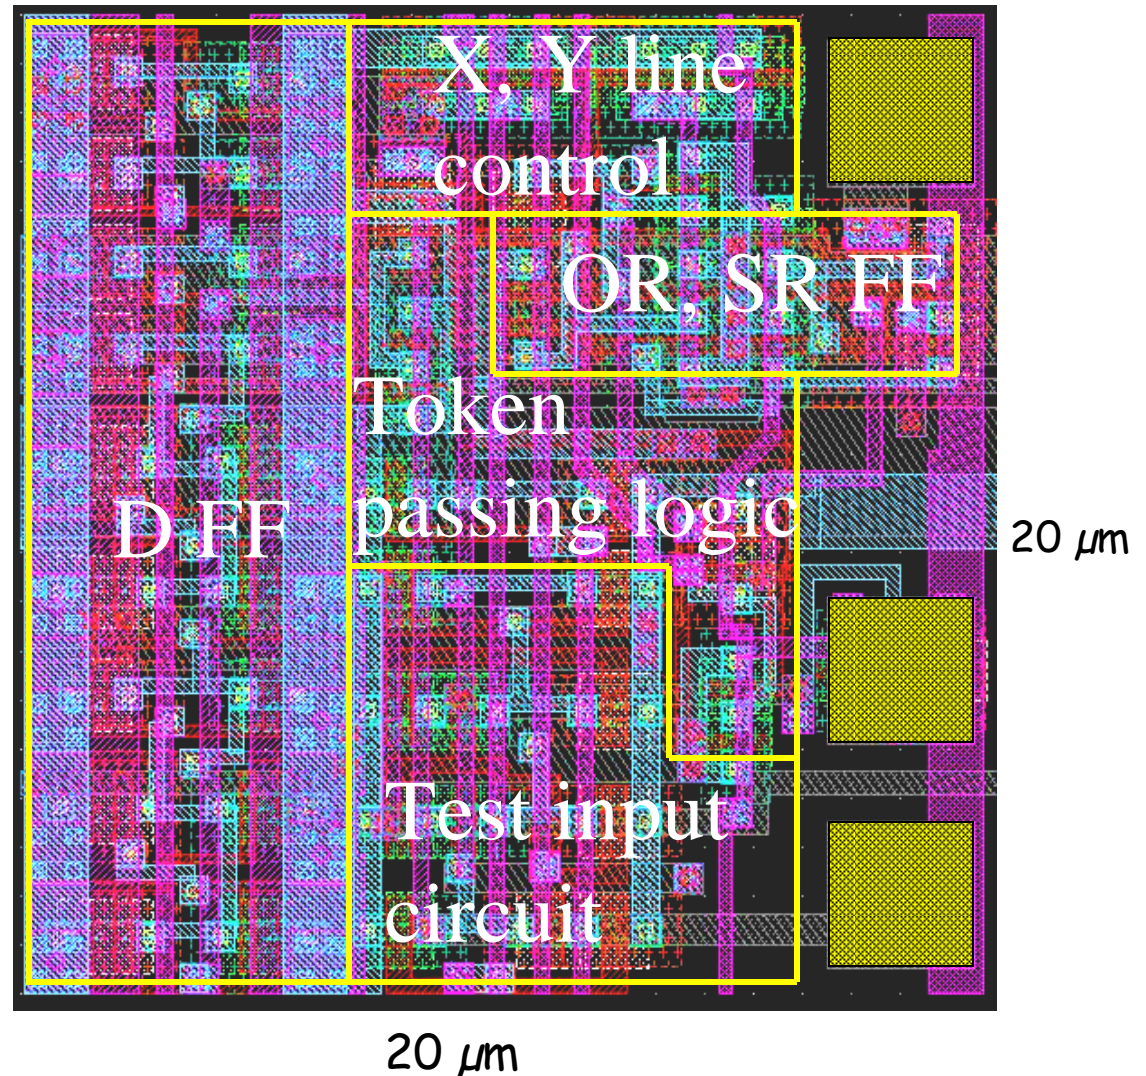 X, Y line
control
OR, SR FF
Token
passing logic
D FF
20 µm
Test input
circuit
20 µm